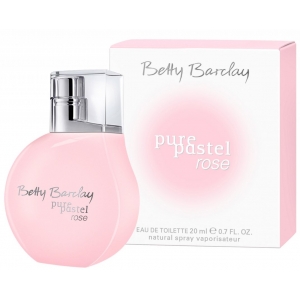 Betty Barclay
pure
pastel
rose
EAU DE TOILETTE 20 ml ℮ 0.7 FL. OZ.
natural spray vaporisateur
Betty Barclay
pure
pastel
rose